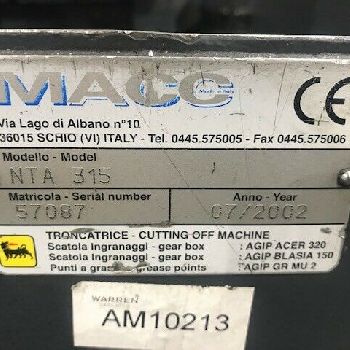 MACC
Made in Italy
Via Lago di Albano n°10
36015 SCHIO (VI) ITALY - Tel. 0445.575005 - Fax 0445.575006
CE
Modello - Model
NTA 315
Matricola - Serial number
57087
Anno - Year
07/2002
TRONCATRICE - CUTTING OFF MACHINE
Scatola Ingranaggi - gear box : AGIP ACER 320
Scatola Ingranaggi - gear box : AGIP BLASIA 150
Punti a grasso - grease points : AGIP GR MU 2
WARREN
AM10213